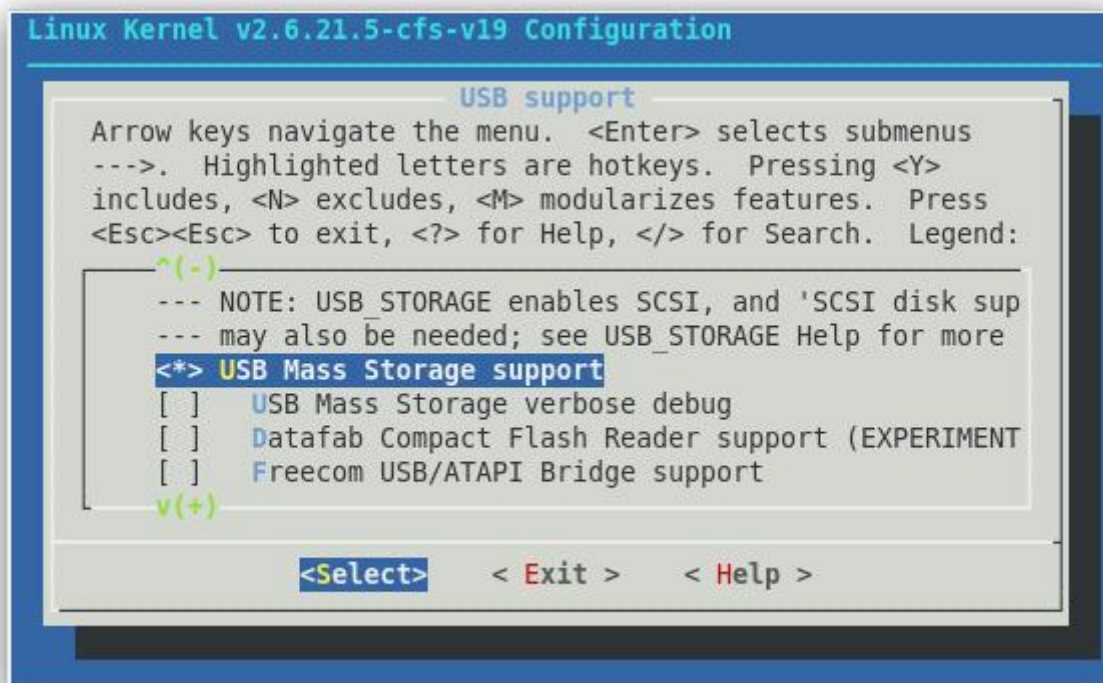 Linux Kernel v2.6.21.5-cfs-v19 Configuration
USB support
Arrow keys navigate the menu.  <Enter> selects submenus
--->.  Highlighted letters are hotkeys.  Pressing <Y>
includes, <N> excludes, <M> modularizes features.  Press
<Esc><Esc> to exit, <?> for Help, </> for Search.  Legend:
^(-)
--- NOTE: USB_STORAGE enables SCSI, and 'SCSI disk sup
--- may also be needed; see USB_STORAGE Help for more
<*> USB Mass Storage support
[ ]   USB Mass Storage verbose debug
[ ]   Datafab Compact Flash Reader support (EXPERIMENT
[ ]   Freecom USB/ATAPI Bridge support
v(+)
<Select>    < Exit >    < Help >